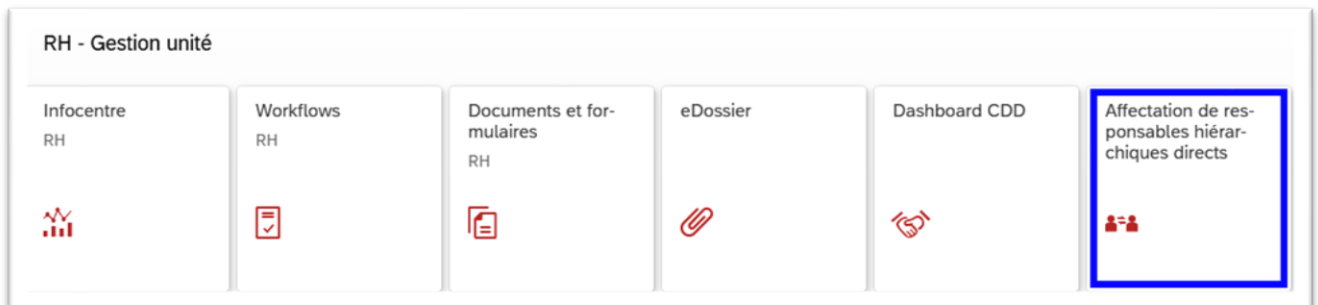 RH - Gestion unité
Infocentre
RH
Workflows
RH
Documents et for-
mulaires
RH
eDossier
Dashboard CDD
Affectation de res-
ponsables hiérar-
chiques directs